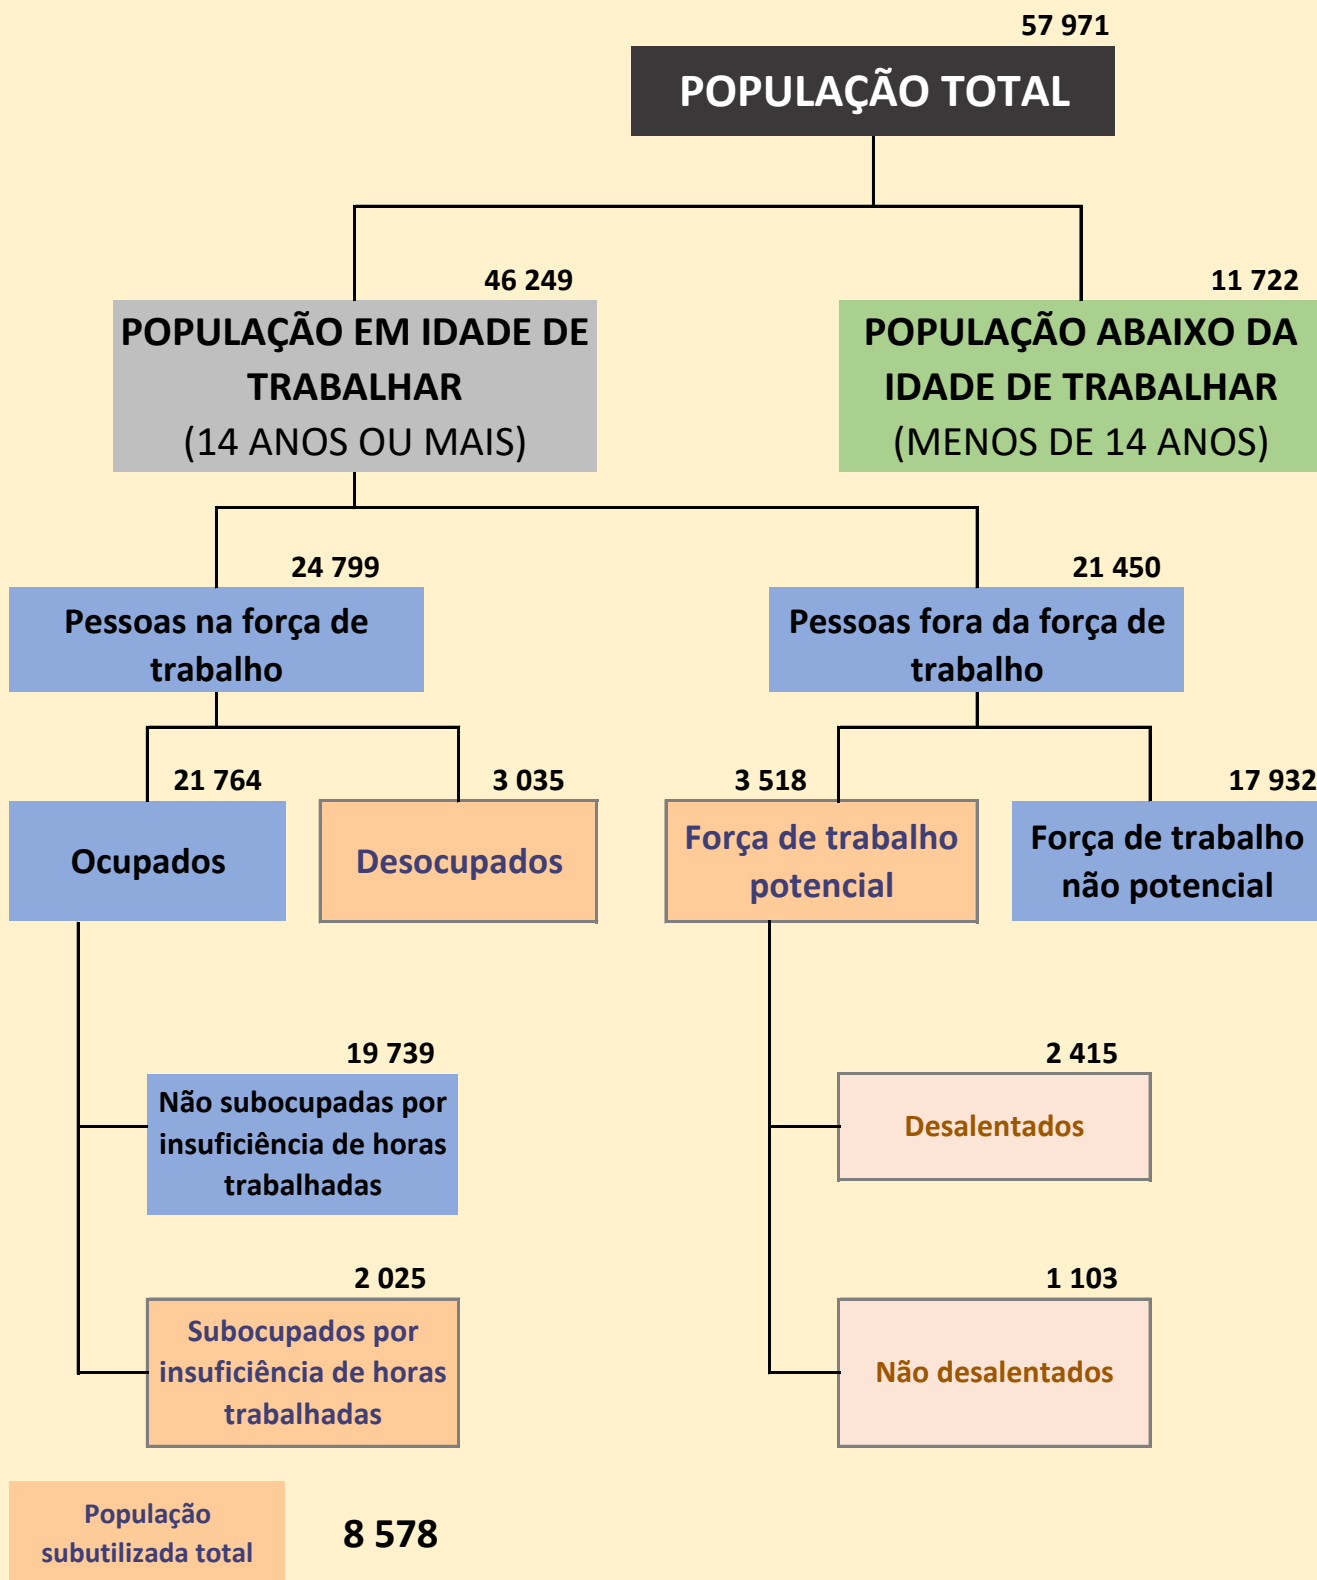 57 971
POPULAÇÃO TOTAL
46 249
POPULAÇÃO EM IDADE DE
TRABALHAR
(14 ANOS OU MAIS)
11 722
POPULAÇÃO ABAIXO DA
IDADE DE TRABALHAR
(MENOS DE 14 ANOS)
24 799
Pessoas na força de
trabalho
21 450
Pessoas fora da força de
trabalho
21 764
Ocupados
3 035
Desocupados
3 518
Força de trabalho
potencial
17 932
Força de trabalho
não potencial
19 739
Não subocupadas por
insuficiência de horas
trabalhadas
2 415
Desalentados
2 025
Subocupados por
insuficiência de horas
trabalhadas
1 103
Não desalentados
População
subutilizada total
8 578